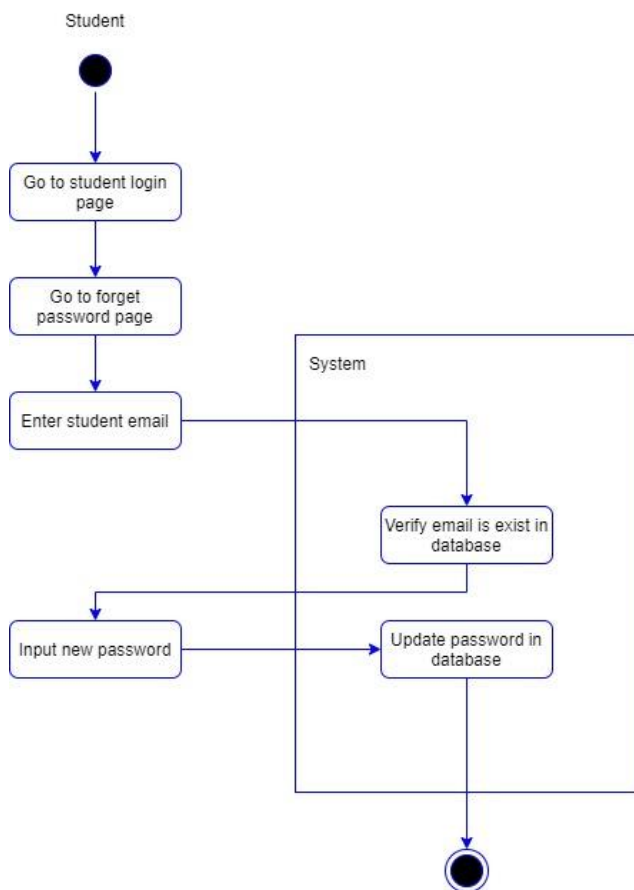 Student
Go to student login
page
Go to forget
password page
System
Enter student email
Verify email is exist in
database
Input new password
Update password in
database